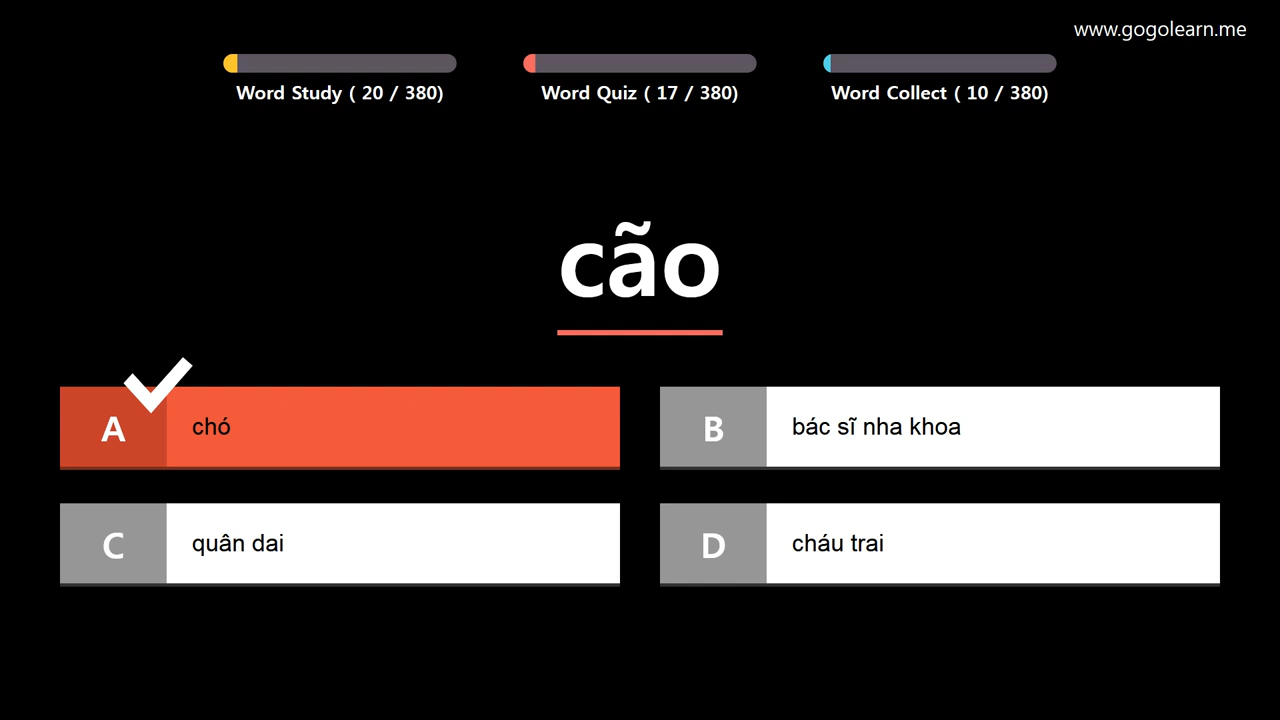 www.gogolearn.me
Word Study ( 20 / 380)
Word Quiz ( 17 / 380)
Word Collect ( 10 / 380)
cão
A chó
B bác sĩ nha khoa
C quân dai
D cháu trai